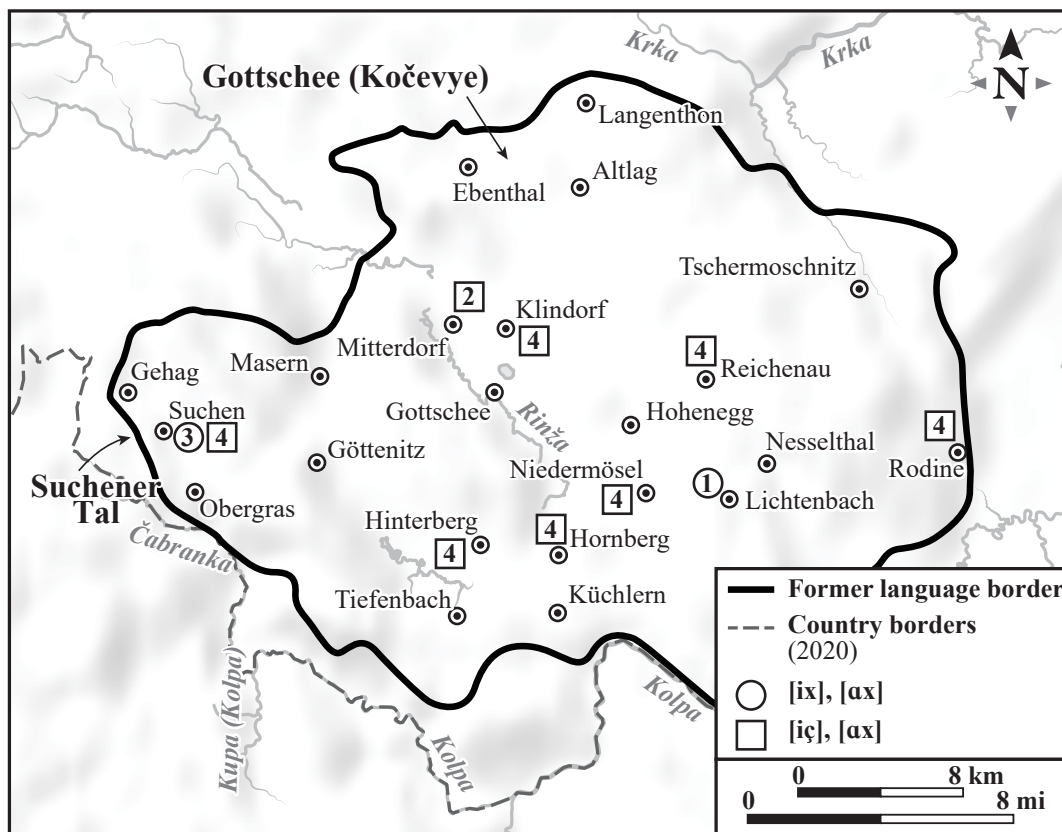 Krka
Krka
N
Gottschee (Kočevye)
Langenthon
Ebenthal
Altlag
Tschermoschnitz
2
Klindorf
Mitterdorf
4
4
Gehag
Masern
Reichenau
Suchen
Gottschee
Rinža
Hohenegg
4
3
4
Göttenitz
Nesselthal
Rodine
Suchener
Tal
Niedermösel
1
Obergras
4
Lichtenbach
Čabranka
Hinterberg
4
4
Hornberg
Tiefenbach
Küchlern
Kupa (Kolpa)
Kolpa
Kolpa
Former language border
Country borders
(2020)
[ix], [ɑx]
[iç], [ɑx]
0 8 km
0 8 mi